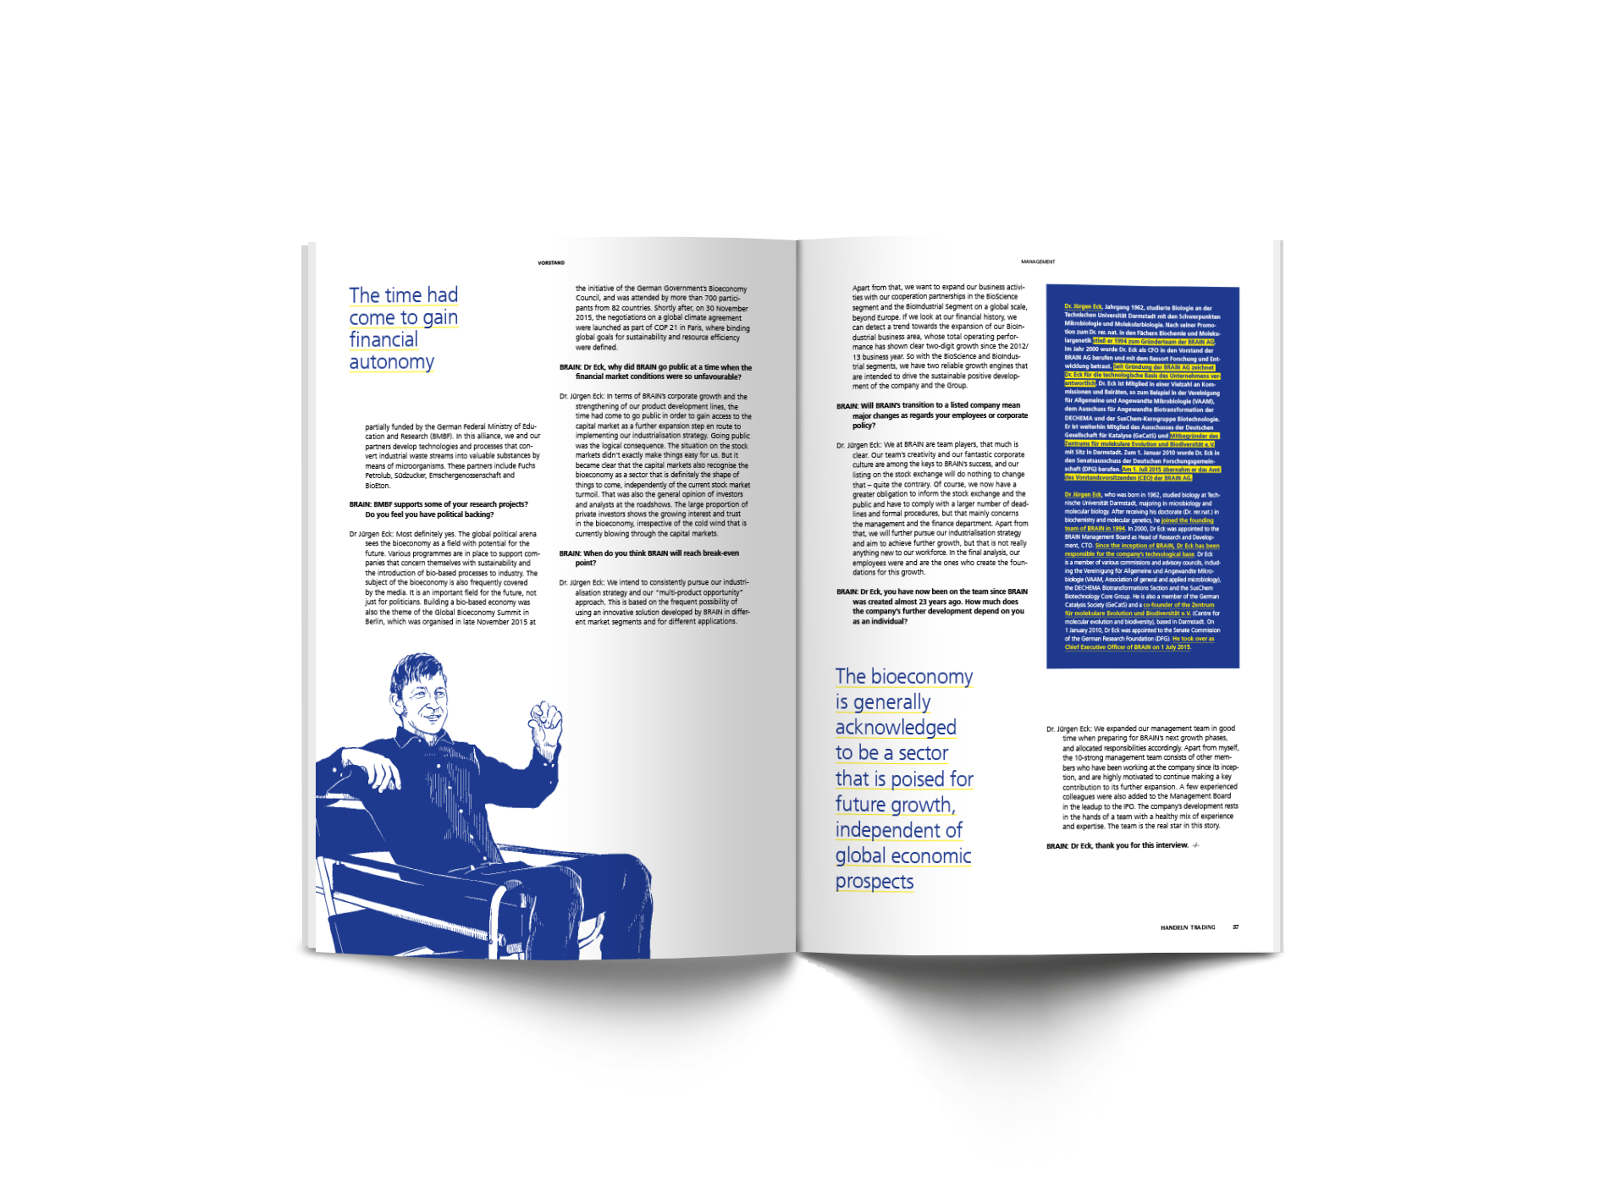 VORSTAND
The time had
come to gain
financial
autonomy
partially funded by the German Federal Ministry of Edu-
cation and Research (BMBF). In this alliance, we and our
partners develop technologies and processes that con-
vert industrial waste streams into valuable substances by
means of microorganisms. These partners include Fuchs
Petrolub, Südzucker, Emschergenossenschaft and
BioEton.
BRAIN: BMBF supports some of your research projects?
Do you feel you have political backing?
Dr Jürgen Eck: Most definitely yes. The global political arena
sees the bioeconomy as a field with potential for the
future. Various programmes are in place to support com-
panies that concern themselves with sustainability and
the introduction of bio-based processes to industry. The
subject of the bioeconomy is also frequently covered
by the media. It is an important field for the future, not
just for politicians. Building a bio-based economy was
also the theme of the Global Bioeconomy Summit in
Berlin, which was organised in late November 2015 at
the initiative of the German Government's Bioeconomy
Council, and was attended by more than 700 partici-
pants from 82 countries. Shortly after, on 30 November
2015, the negotiations on a global climate agreement
were launched as part of COP 21 in Paris, where binding
global goals for sustainability and resource efficiency
were defined.
BRAIN: Dr Eck, why did BRAIN go public at a time when the
financial market conditions were so unfavourable?
Dr. Jürgen Eck: In terms of BRAIN's corporate growth and the
strengthening of our product development lines, the
time had come to go public in order to gain access to the
capital market as a further expansion step en route to
implementing our industrialisation strategy. Going public
was the logical consequence. The situation on the stock
markets didn't exactly make things easy for us. But it
became clear that the capital markets also recognise the
bioeconomy as a sector that is definitely the shape of
things to come, independently of the current stock market
turmoil. That was also the general opinion of investors
and analysts at the roadshows. The large proportion of
private investors shows the growing interest and trust
in the bioeconomy, irrespective of the cold wind that is
currently blowing through the capital markets.
BRAIN: When do you think BRAIN will reach break-even
point?
Dr. Jürgen Eck: We intend to consistently pursue our industri-
alisation strategy and our "multi-product opportunity"
approach. This is based on the frequent possibility of
using an innovative solution developed by BRAIN in differ-
ent market segments and for different applications.
MANAGEMENT
Apart from that, we want to expand our business activi-
ties with our cooperation partnerships in the BioScience
segment and the BioIndustrial Segment on a global scale,
beyond Europe. If we look at our financial history, we
can detect a trend towards the expansion of our BioIn-
dustrial business area, whose total operating perfor-
mance has shown clear two-digit growth since the 2012/
13 business year. So with the BioScience and BioIndus-
trial segments, we have two reliable growth engines that
are intended to drive the sustainable positive develop-
ment of the company and the Group.
BRAIN: Will BRAIN's transition to a listed company mean
major changes as regards your employees or corporate
policy?
Dr. Jürgen Eck: We at BRAIN are team players, that much is
clear. Our team's creativity and our fantastic corporate
culture are among the keys to BRAIN's success, and our
listing on the stock exchange will do nothing to change
that – quite the contrary. Of course, we now have a
greater obligation to inform the stock exchange and the
public and have to comply with a larger number of dead-
lines and formal procedures, but that mainly concerns
the management and the finance department. Apart from
that, we will further pursue our industrialisation strategy
and aim to achieve further growth, but that is not really
anything new to our workforce. In the final analysis, our
employees were and are the ones who create the foun-
dations for this growth.
BRAIN: Dr Eck, you have now been on the team since BRAIN
was created almost 23 years ago. How much does
the company's further development depend on you
as an individual?
The bioeconomy
is generally
acknowledged
to be a sector
that is poised for
future growth,
independent of
global economic
prospects
Dr. Jürgen Eck, Jahrgang 1962, studierte Biologie an der
Technischen Universität Darmstadt mit den Schwerpunkten
Mikrobiologie und Molekularbiologie. Nach seiner Promo-
tion zum Dr. rer. nat. in den Fächern Biochemie und Moleku-
largenetik stieß er 1994 zum Gründerteam der BRAIN AG.
Im Jahr 2000 wurde Dr. Eck als CFO in den Vorstand der
BRAIN AG berufen und mit dem Ressort Forschung und Ent-
wicklung betraut. Seit Gründung der BRAIN AG zeichnet
Dr. Eck für die technologische Basis des Unternehmens ver-
antwortlich. Dr. Eck ist Mitglied in einer Vielzahl an Kom-
missionen und Beiräten, so zum Beispiel in der Vereinigung
für Allgemeine und Angewandte Mikrobiologie (VAAM),
dem Ausschuss für Angewandte Biotransformation der
DECHEMA und der SusChem-Kerngruppe Biotechnologie.
Er ist weiterhin Mitglied des Ausschusses der Deutschen
Gesellschaft für Katalyse (GeCatS) und Mitbegründer des
Zentrums für molekulare Evolution und Biodiversität e. V.
mit Sitz in Darmstadt. Zum 1. Januar 2010 wurde Dr. Eck in
den Senatsausschuss der Deutschen Forschungsgemein-
schaft (DFG) berufen. Am 1. Juli 2015 übernahm er das Amt
des Vorstandsvorsitzenden (CEO) der BRAIN AG.
Dr. Jürgen Eck, who was born in 1962, studied biology at Tech-
nische Universität Darmstadt, majoring in microbiology and
molecular biology. After receiving his doctorate (Dr. rer.nat.) in
biochemistry and molecular genetics, he joined the founding
team of BRAIN in 1994. In 2000, Dr Eck was appointed to the
BRAIN Management Board as Head of Research and Develop-
ment, CTO. Since the inception of BRAIN, Dr Eck has been
responsible for the company's technological base. Dr Eck
is a member of various commissions and advisory councils, includ-
ing the Vereinigung für Allgemeine und Angewandte Mikro-
biologie (VAAM, Association of general and applied microbiology),
the DECHEMA Biotransformations Section and the SusChem
Biotechnology Core Group. He is also a member of the German
Catalysis Society (GeCatS) and a co-founder of the Zentrum
für molekulare Evolution und Biodiversität e. V. (Centre for
molecular evolution and biodiversity), based in Darmstadt. On
1 January 2010, Dr Eck was appointed to the Senate Commission
of the German Research Foundation (DFG). He took over as
Chief Executive Officer of BRAIN on 1 July 2015.
Dr. Jürgen Eck: We expanded our management team in good
time when preparing for BRAIN's next growth phases,
and allocated responsibilities accordingly. Apart from myself,
the 10-strong management team consists of other mem-
bers who have been working at the company since its incep-
tion, and are highly motivated to continue making a key
contribution to its further expansion. A few experienced
colleagues were also added to the Management Board
in the leadup to the IPO. The company's development rests
in the hands of a team with a healthy mix of experience
and expertise. The team is the real star in this story.
BRAIN: Dr Eck, thank you for this interview.
HANDELN TRADING 37